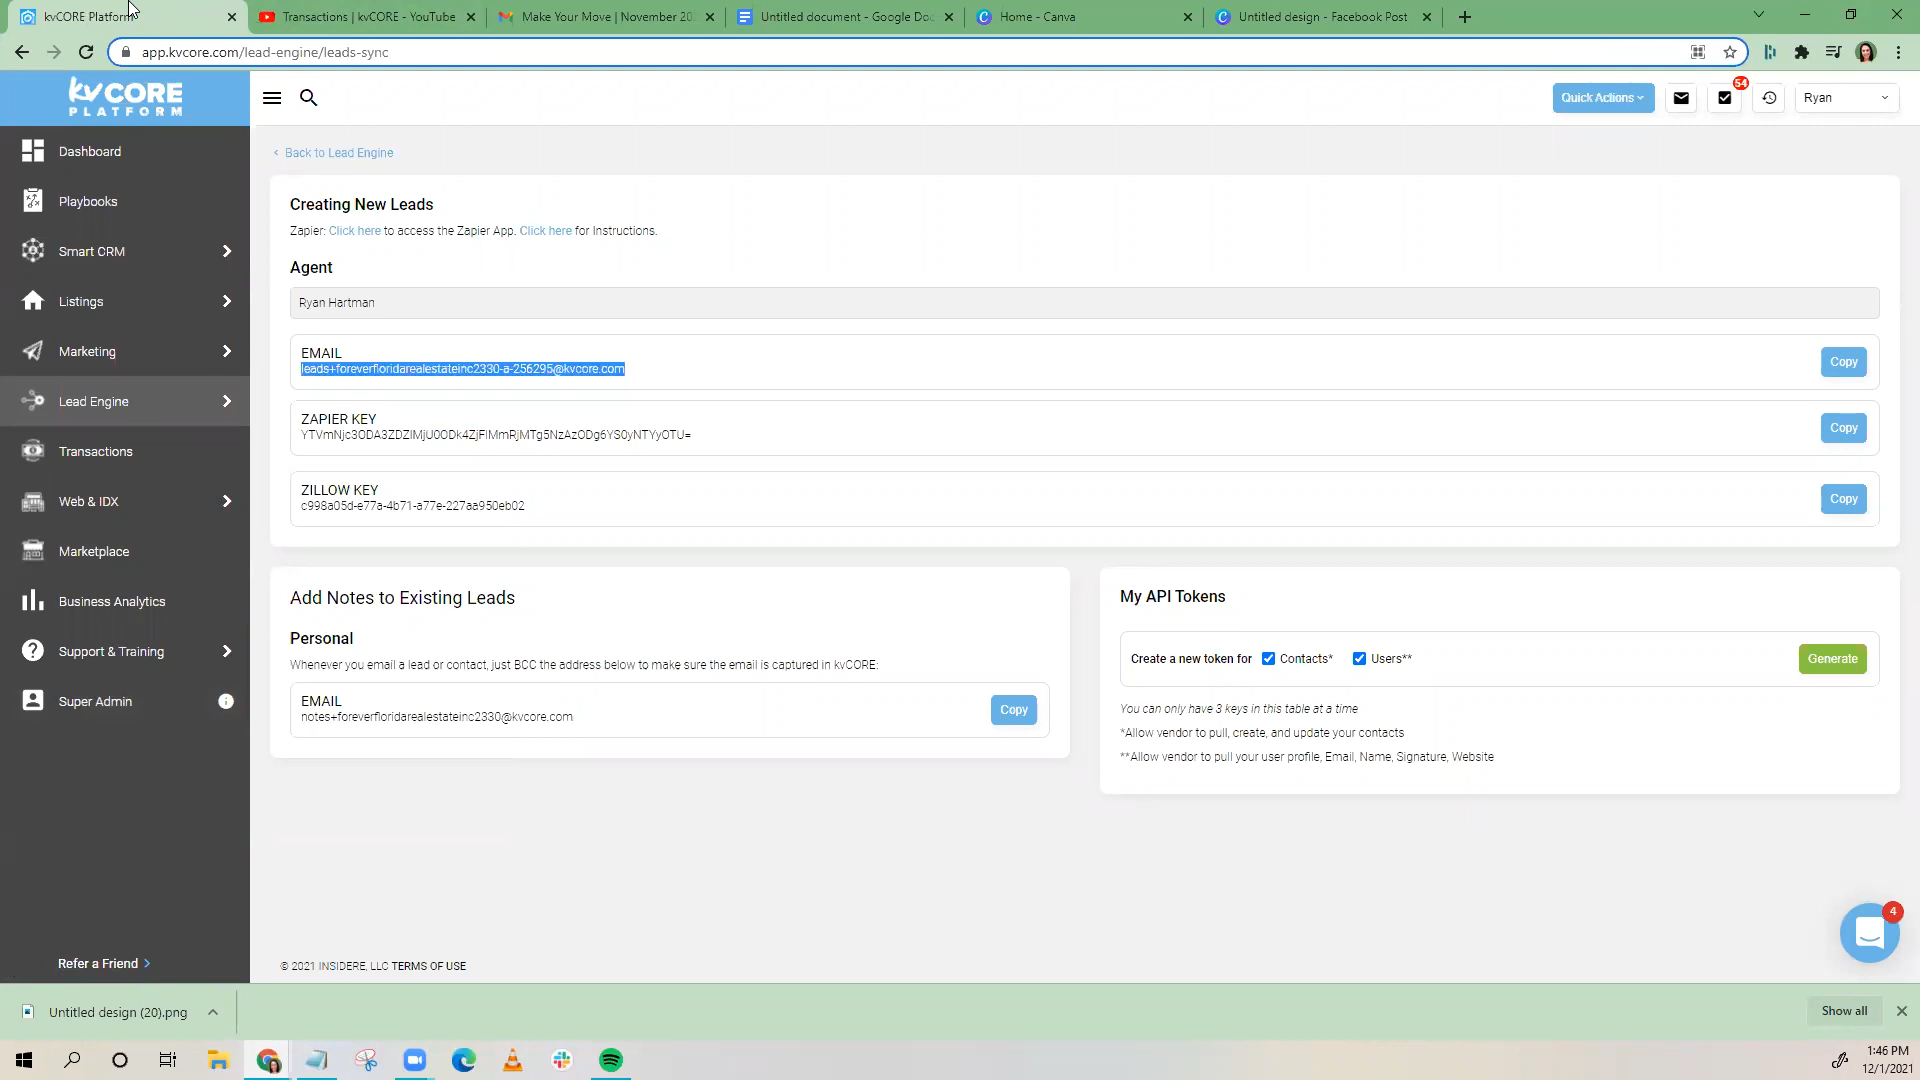 kvCORE Platform
Transactions | kvCORE - YouTube
Make Your Move | November 20
Untitled document - Google Doc
Home - Canva
Untitled design - Facebook Post
app.kvcore.com/lead-engine/leads-sync
kvCORE
PLATFORM
Quick Actions
54
Ryan
Dashboard
Playbooks
Smart CRM
Listings
Marketing
Lead Engine
Transactions
Web & IDX
Marketplace
Business Analytics
Support & Training
Super Admin
Refer a Friend >
< Back to Lead Engine
Creating New Leads
Zapier: Click here to access the Zapier App. Click here for Instructions.
Agent
Ryan Hartman
EMAIL
leads+foreverfloridarealestateinc2330-a-256295@kvcore.com
Copy
ZAPIER KEY
Copy
ZILLOW KEY
c998a05d-e77a-4b71-a77e-227aa950eb02
Copy
Add Notes to Existing Leads
Personal
Whenever you email a lead or contact, just BCC the address below to make sure the email is captured in kvCORE:
EMAIL
notes+foreverfloridarealestateinc2330@kvcore.com
Copy
My API Tokens
Create a new token for Contacts* Users**
Generate
You can only have 3 keys in this table at a time
*Allow vendor to pull, create, and update your contacts
**Allow vendor to pull your user profile, Email, Name, Signature, Website
4
© 2021 INSIDERE, LLC TERMS OF USE
Untitled design (20).png
Show all
1:46 PM
12/1/2021